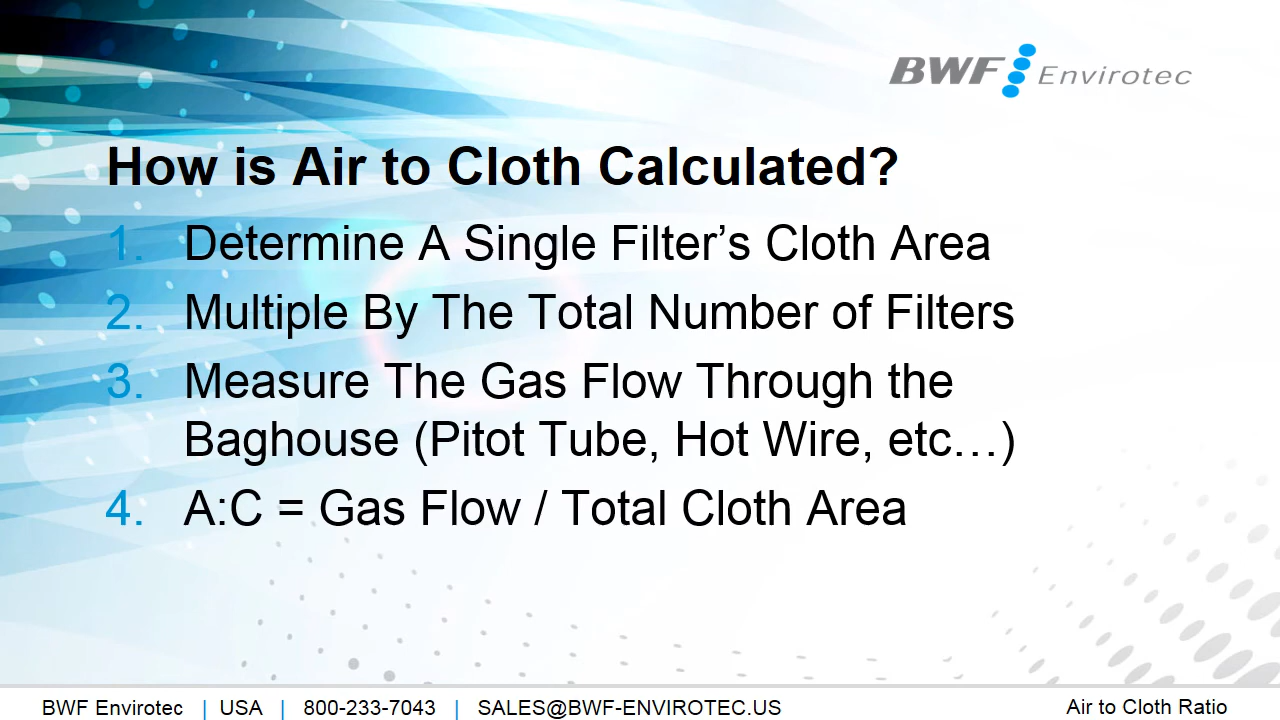 BWF Envirotec
How is Air to Cloth Calculated?
1. Determine A Single Filter’s Cloth Area
2. Multiple By The Total Number of Filters
3. Measure The Gas Flow Through the
Baghouse (Pitot Tube, Hot Wire, etc…)
4. A:C = Gas Flow / Total Cloth Area
BWF Envirotec | USA | 800-233-7043 | SALES@BWF-ENVIROTEC.US
Air to Cloth Ratio